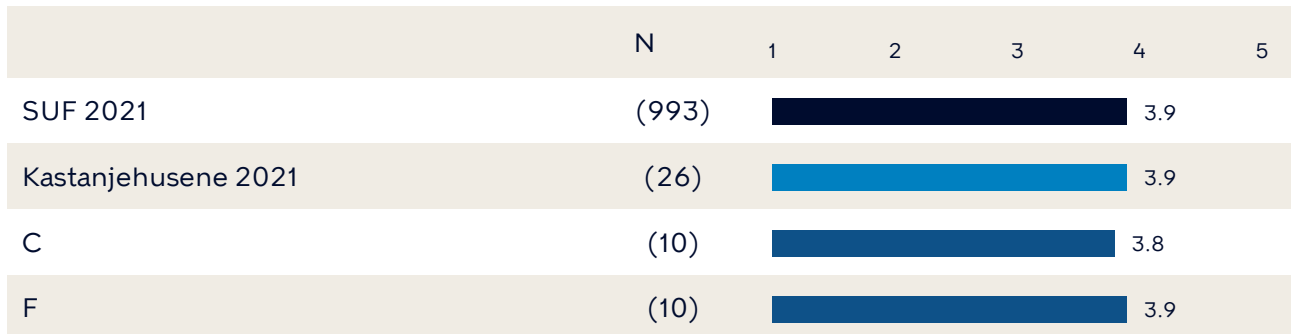 N 1 2 3 4 5
SUF 2021 (993) 3.9
Kastanjehusene 2021 (26) 3.9
C (10) 3.8
F (10) 3.9